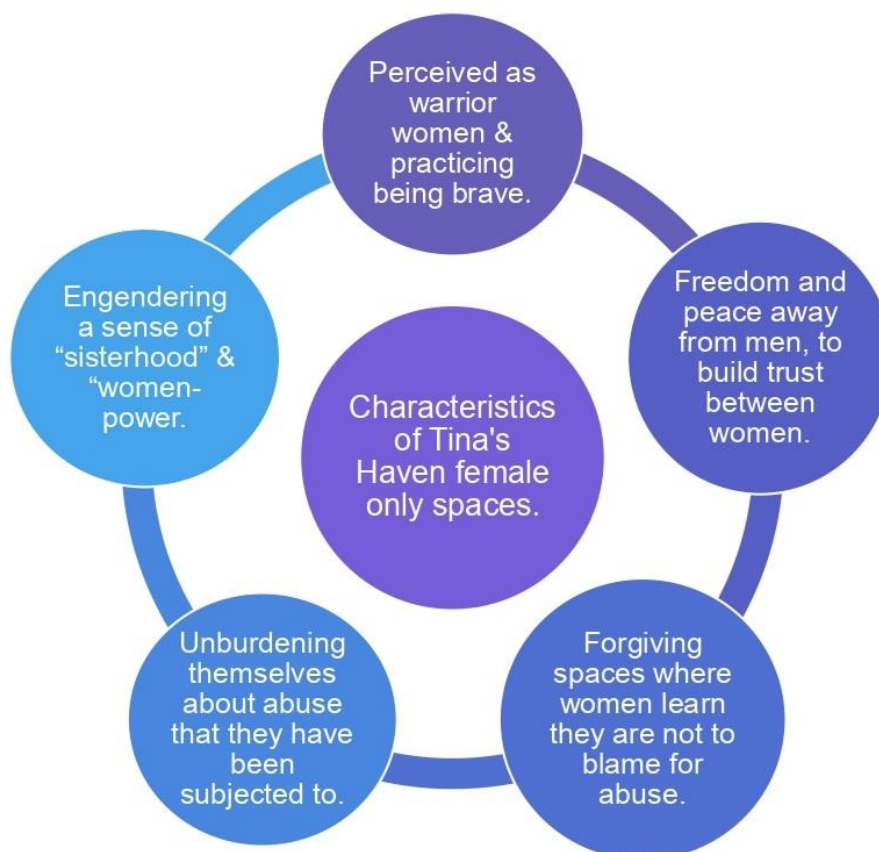 Perceived as
warrior
women &
practicing
being brave.
Freedom and
peace away
from men, to
build trust
between
women.
Forgiving
spaces where
women learn
they are not to
blame for
abuse.
Unburdening
themselves
about abuse
that they have
been
subjected to.
Engendering
a sense of
“sisterhood” &
“women-
power.
Characteristics
of Tina's
Haven female
only spaces.